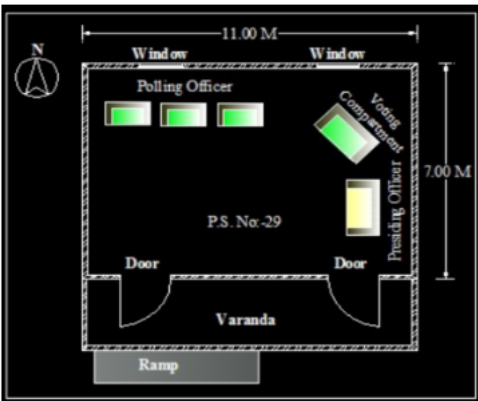 11.00 M
N
Window
Window
Polling Officer
Voting
Compartment
7.00 M
Presiding Officer
P.S. No:-29
Door
Door
Varanda
Ramp